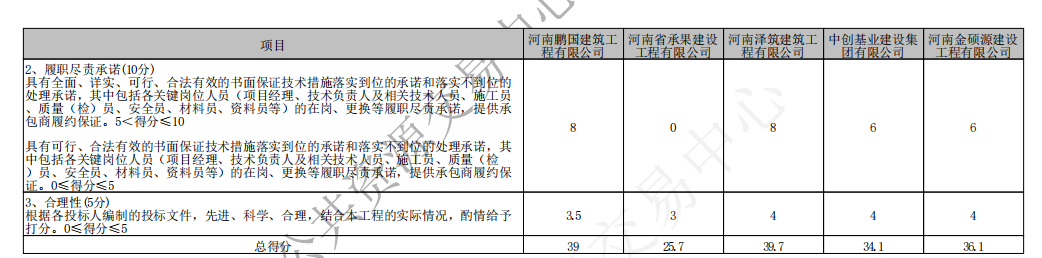 项目
河南鹏国建筑工
程有限公司
河南省承果建设
工程有限公司
河南泽筑建筑工
程有限公司
中创基业建设集
团有限公司
河南金硕源建设
工程有限公司
2、履职尽责承诺(10分)
具有全面、详实、可行、合法有效的书面保证技术措施落实到位的承诺和落实不到位的
处理承诺，其中包括各关键岗位人员（项目经理、技术负责人及相关技术人员、施工员
、质量（检）员、安全员、材料员、资料员等）的在岗、更换等履职尽责承诺，提供承
包商履约保证。5＜得分≤10
具有可行、合法有效的书面保证技术措施落实到位的承诺和落实不到位的处理承诺，其
中包括各关键岗位人员（项目经理、技术负责人及相关技术人员、施工员、质量（检
）员、安全员、材料员、资料员等）的在岗、更换等履职尽责承诺，提供承包商履约保
证。0≤得分≤5
8
0
8
6
6
3、合理性(5分)
根据各投标人编制的投标文件，先进、科学、合理，结合本工程的实际情况，酌情给予
打分。0≤得分≤5
3.5
3
4
4
4
总得分
39
25.7
39.7
34.1
36.1
公共资源交易中心
交易中心